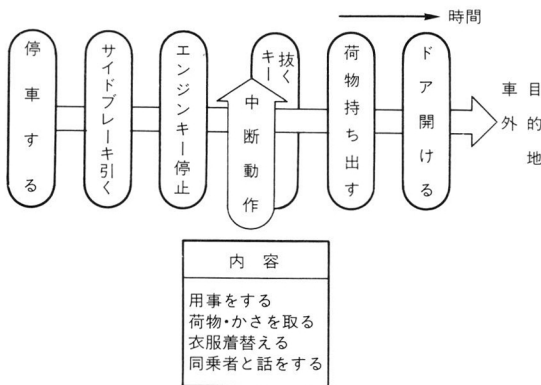 時間
停車する
サイドブレーキ引く
エンジンキー停止
中断動作
キー抜く
荷物持ち出す
ドア開ける
車外
目的地
内容
用事をする
荷物・かさを取る
衣服着替える
同乗者と話をする